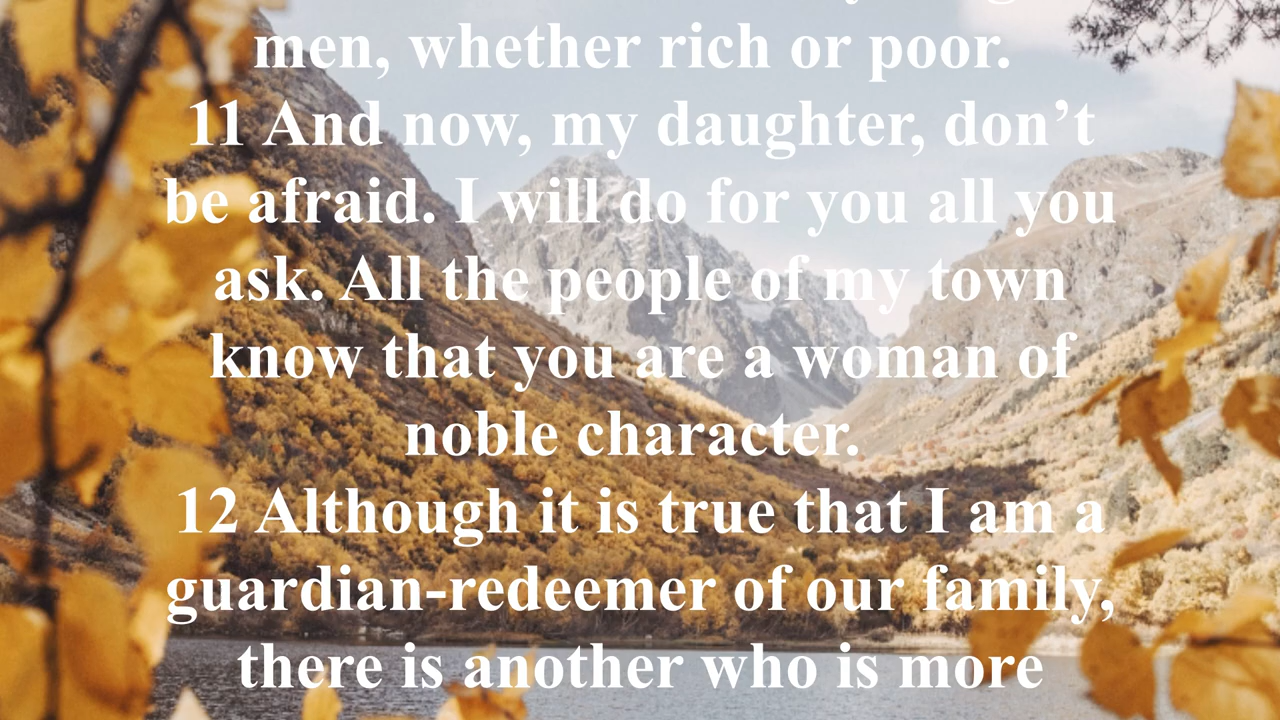 men, whether rich or poor.
11 And now, my daughter, don’t
be afraid. I will do for you all you
ask. All the people of my town
know that you are a woman of
noble character.
12 Although it is true that I am a
guardian-redeemer of our family,
there is another who is more